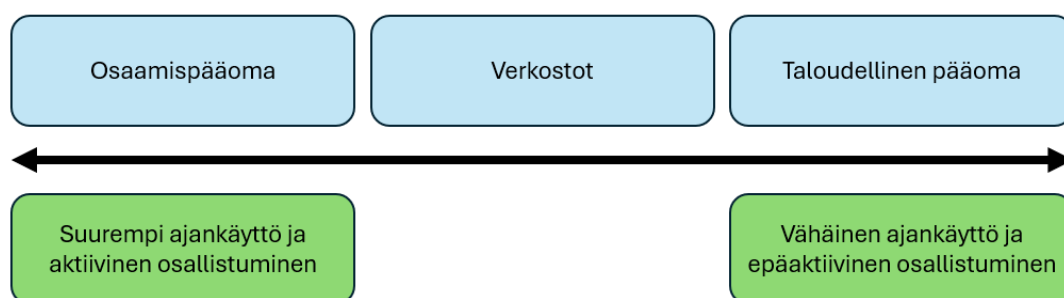 Osaamispääoma
Verkostot
Taloudellinen pääoma
Suurempi ajankäyttö ja
aktiivinen osallistuminen
Vähäinen ajankäyttö ja
epäaktiivinen osallistuminen